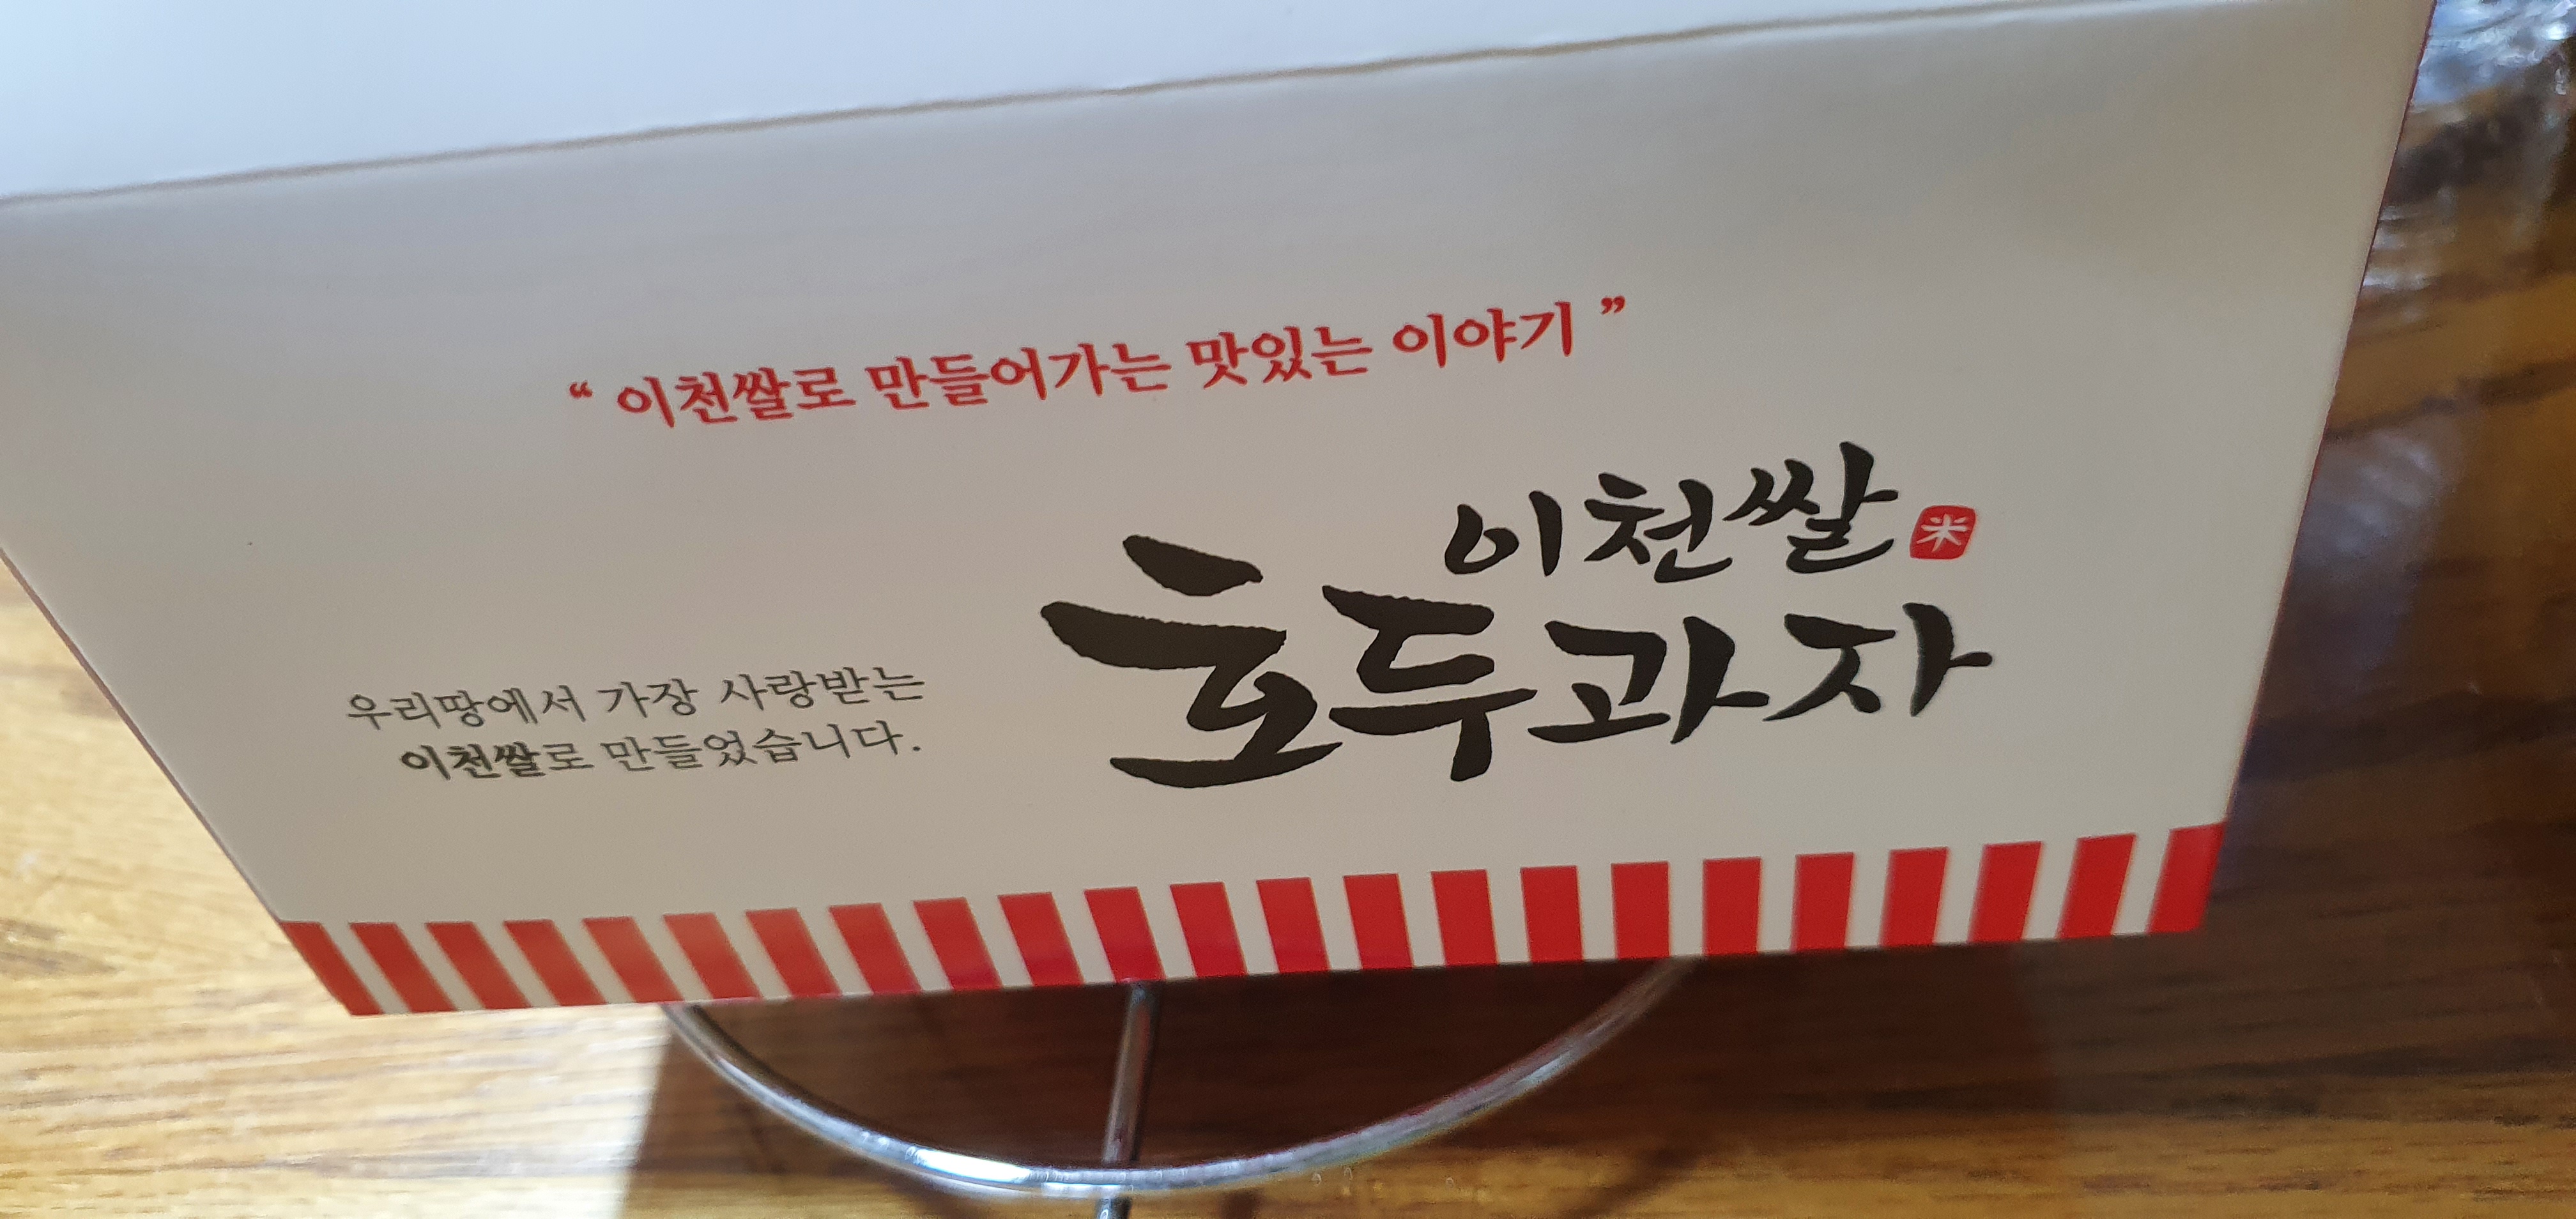 “ 이천쌀로 만들어가는 맛있는 이야기 ”
이천쌀 米
호두과자
우리땅에서 가장 사랑받는
이천쌀로 만들었습니다.